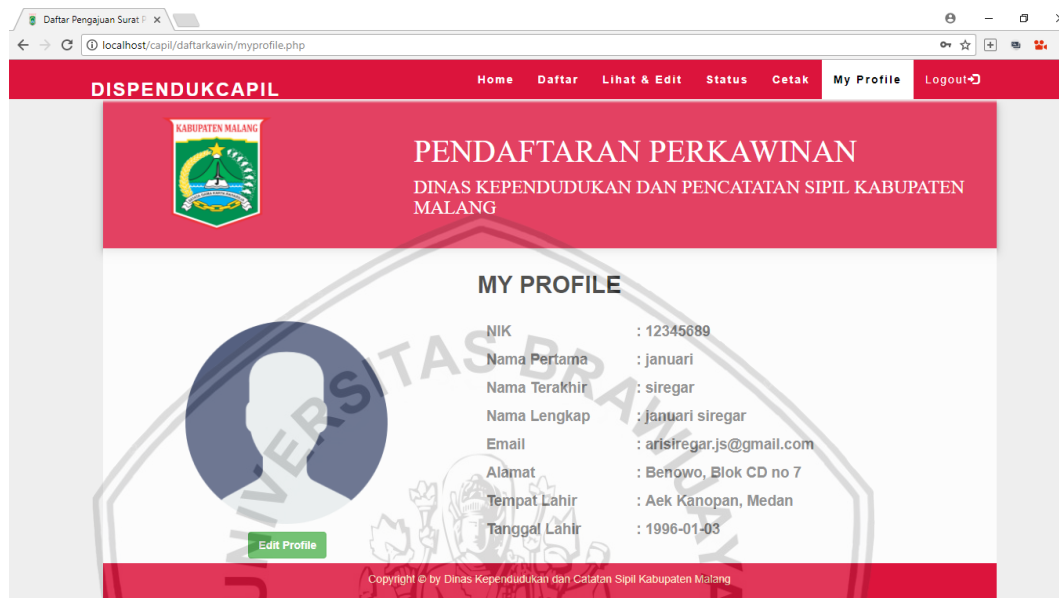 Daftar Pengajuan Surat P
localhost/capil/daftarkawin/myprofile.php
DISPENDUKCAPIL
Home Daftar Lihat & Edit Status Cetak My Profile Logout
KABUPATEN MALANG
PENDAFTARAN PERKAWINAN
DINAS KEPENDUDUKAN DAN PENCATATAN SIPIL KABUPATEN
MALANG
MY PROFILE
NIK : 12345689
Nama Pertama : januari
Nama Terakhir : siregar
Nama Lengkap : januari siregar
Email : arisiregar.js@gmail.com
Alamat : Benowo, Blok CD no 7
Tempat Lahir : Aek Kanopan, Medan
Tanggal Lahir : 1996-01-03
Edit Profile
Copyright © by Dinas Kependudukan dan Catatan Sipil Kabupaten Malang
UNIVERSITAS BRAWIJAYA